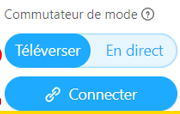 Commutateur de mode ?
Téléverser En direct
Connecter